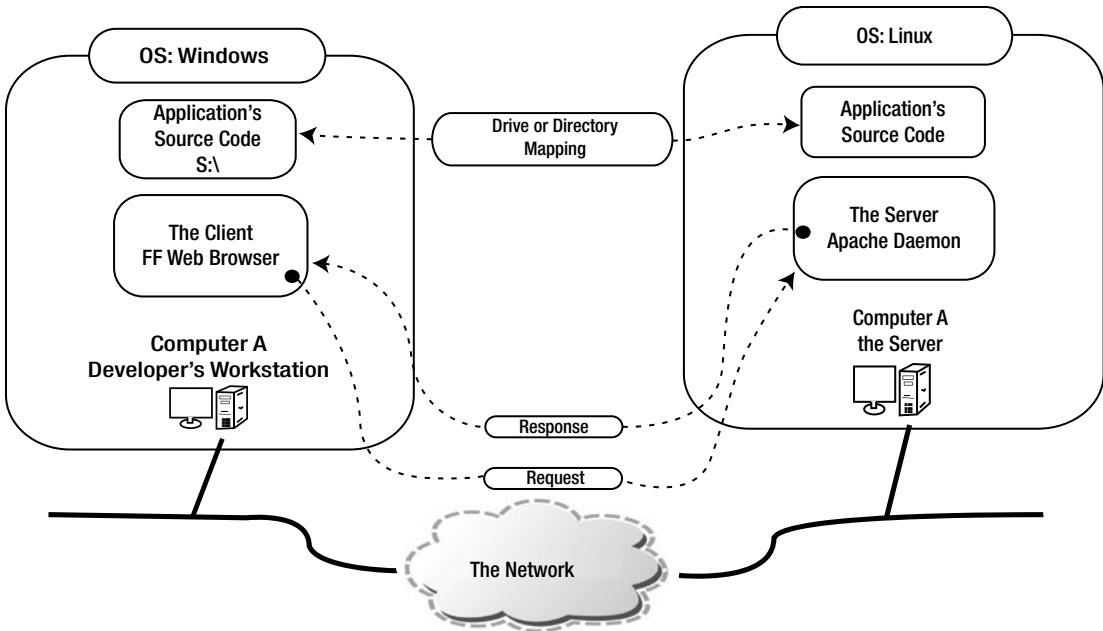 OS: Windows
Application's
Source Code
S:\
The Client
FF Web Browser
Computer A
Developer's Workstation
Drive or Directory
Mapping
Response
Request
The Network
OS: Linux
Application's
Source Code
The Server
Apache Daemon
Computer A
the Server